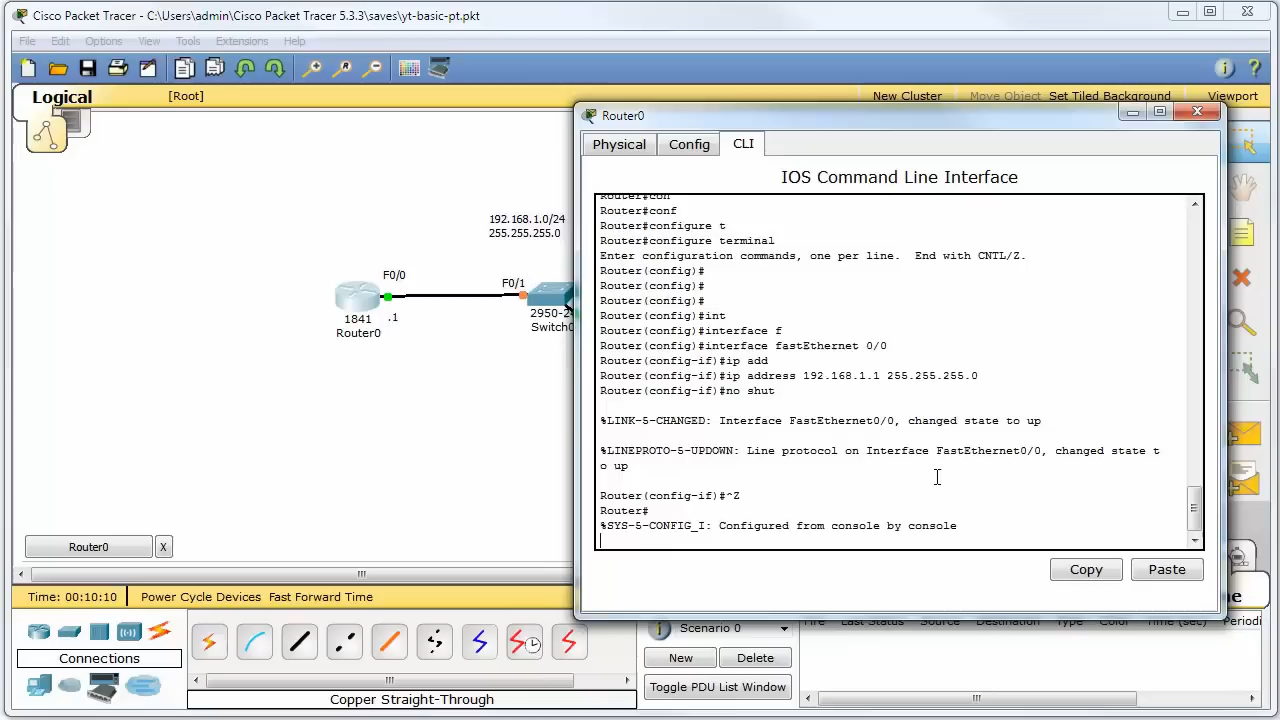 Cisco Packet Tracer - C:\Users\admin\Cisco Packet Tracer 5.3.3\saves\yt-basic-pt.pkt
File Edit Options View Tools Extensions Help
Logical [Root] New Cluster Move Object Set Tiled Background Viewport
192.168.1.0/24
255.255.255.0
F0/0
F0/1
1841
Router0
.1
2950-2
Switch0
Router0
Physical Config CLI
IOS Command Line Interface
Router#con
Router#conf
Router#configure t
Router#configure terminal
Enter configuration commands, one per line.  End with CNTL/Z.
Router(config)#
Router(config)#
Router(config)#
Router(config)#int
Router(config)#interface f
Router(config)#interface fastEthernet 0/0
Router(config-if)#ip add
Router(config-if)#ip address 192.168.1.1 255.255.255.0
Router(config-if)#no shut
%LINK-5-CHANGED: Interface FastEthernet0/0, changed state to up
%LINEPROTO-5-UPDOWN: Line protocol on Interface FastEthernet0/0, changed state t
o up
Router(config-if)#^Z
Router#
%SYS-5-CONFIG_I: Configured from console by console
Copy Paste
Router0 X
Time: 00:10:10 Power Cycle Devices Fast Forward Time
Connections
Copper Straight-Through
Scenario 0
New Delete
Toggle PDU List Window
Fire Last Status Source Destination Type Color Time (sec) Periodi